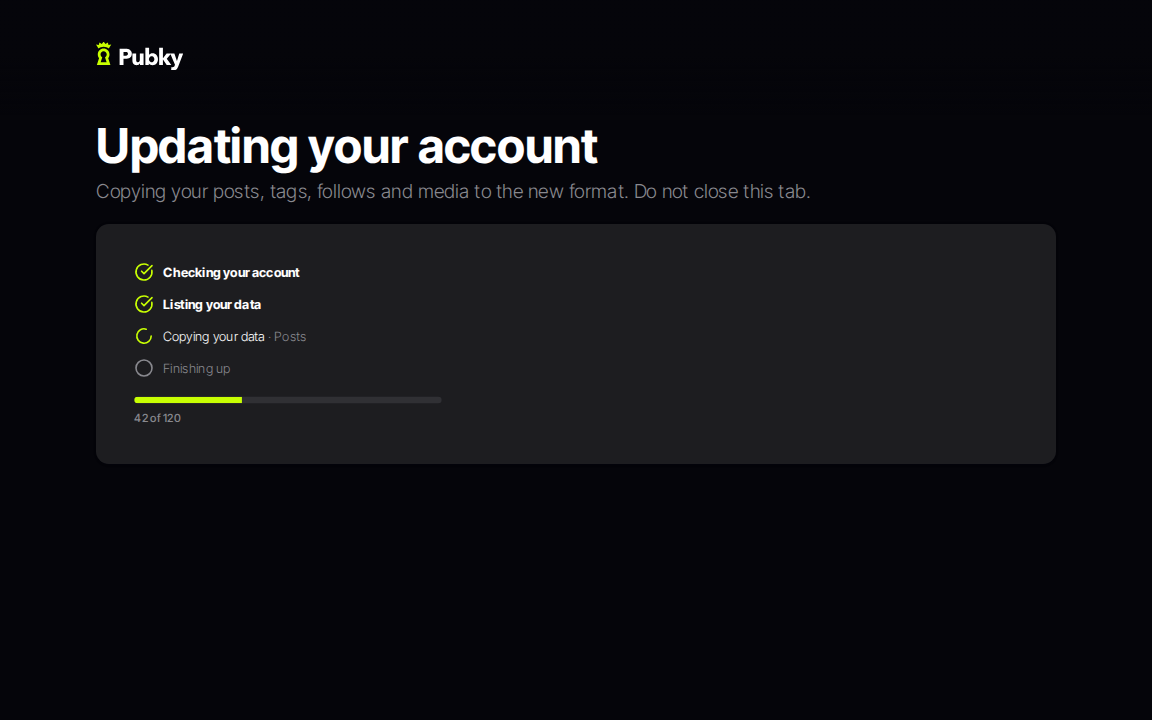 Pubky
Updating your account
Copying your posts, tags, follows and media to the new format. Do not close this tab.
Checking your account
Listing your data
Copying your data · Posts
Finishing up
42 of 120